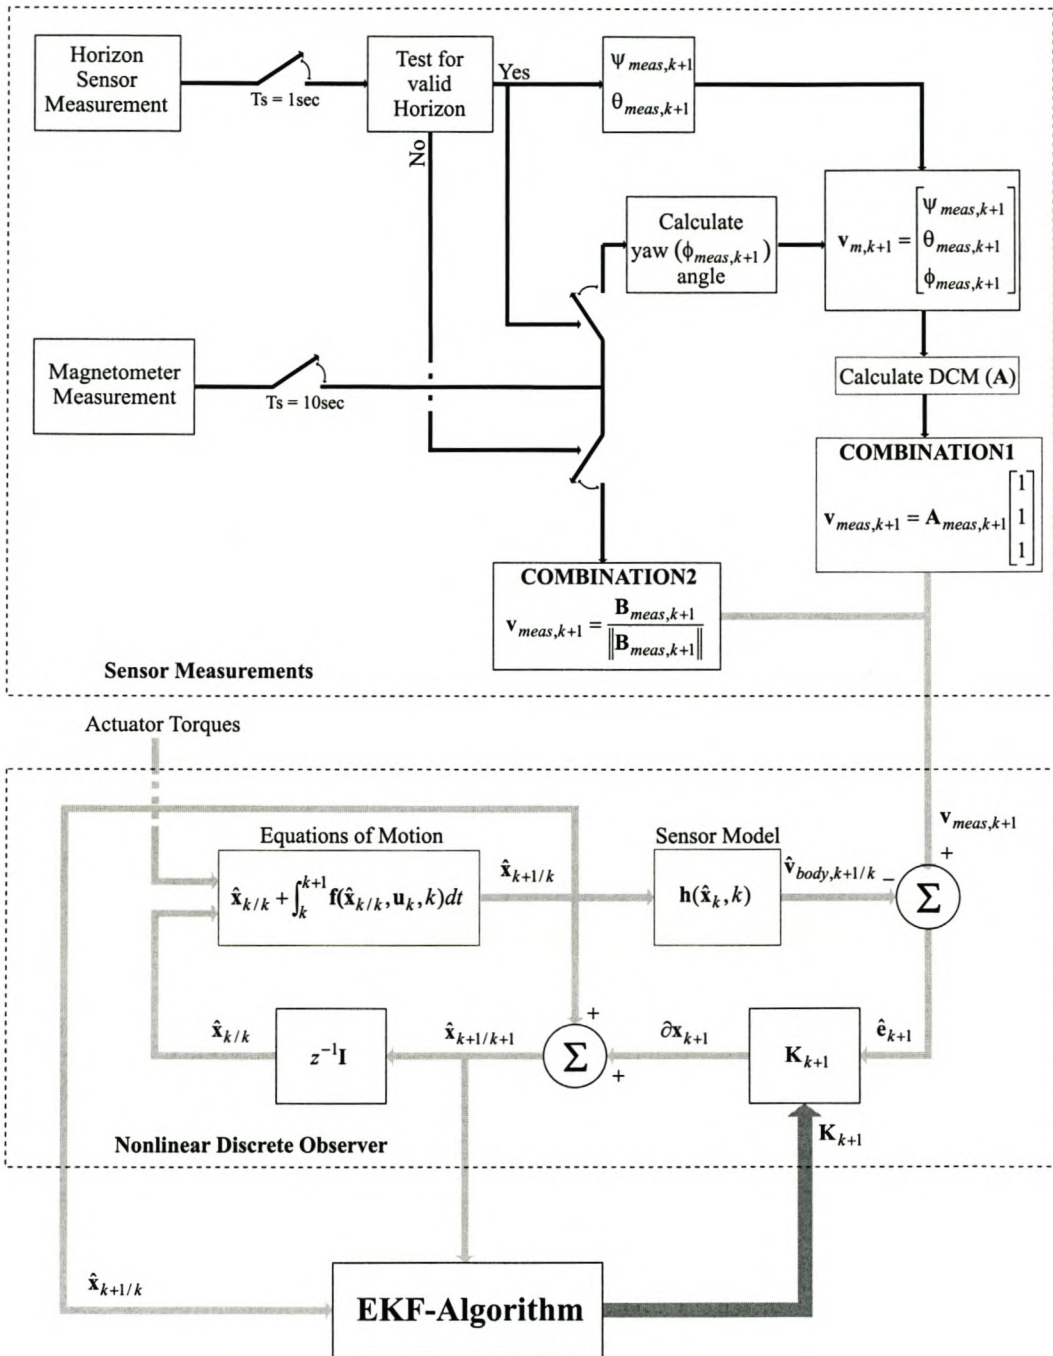 Horizon
Sensor
Measurement
Ts = 1sec
Test for
valid
Horizon
Yes
No
Ψ meas,k+1
θ meas,k+1
Calculate
yaw (ϕ meas,k+1)
angle
v m,k+1 = [Ψ meas,k+1
θ meas,k+1
ϕ meas,k+1]
Magnetometer
Measurement
Ts = 10sec
Calculate DCM (A)
COMBINATION1
v meas,k+1 = A meas,k+1 [1
1
1]
COMBINATION2
v meas,k+1 = B meas,k+1 / ‖B meas,k+1‖
Sensor Measurements
Actuator Torques
v meas,k+1
Equations of Motion
x̂ k/k + ∫ k k+1 f(x̂ k/k, u k, k)dt
x̂ k+1/k
Sensor Model
h(x̂ k, k)
v̂ body,k+1/k
+
−
Σ
x̂ k/k
z⁻¹I
x̂ k+1/k+1
+
Σ
+
∂x k+1
K k+1
ê k+1
K k+1
Nonlinear Discrete Observer
x̂ k+1/k
EKF-Algorithm